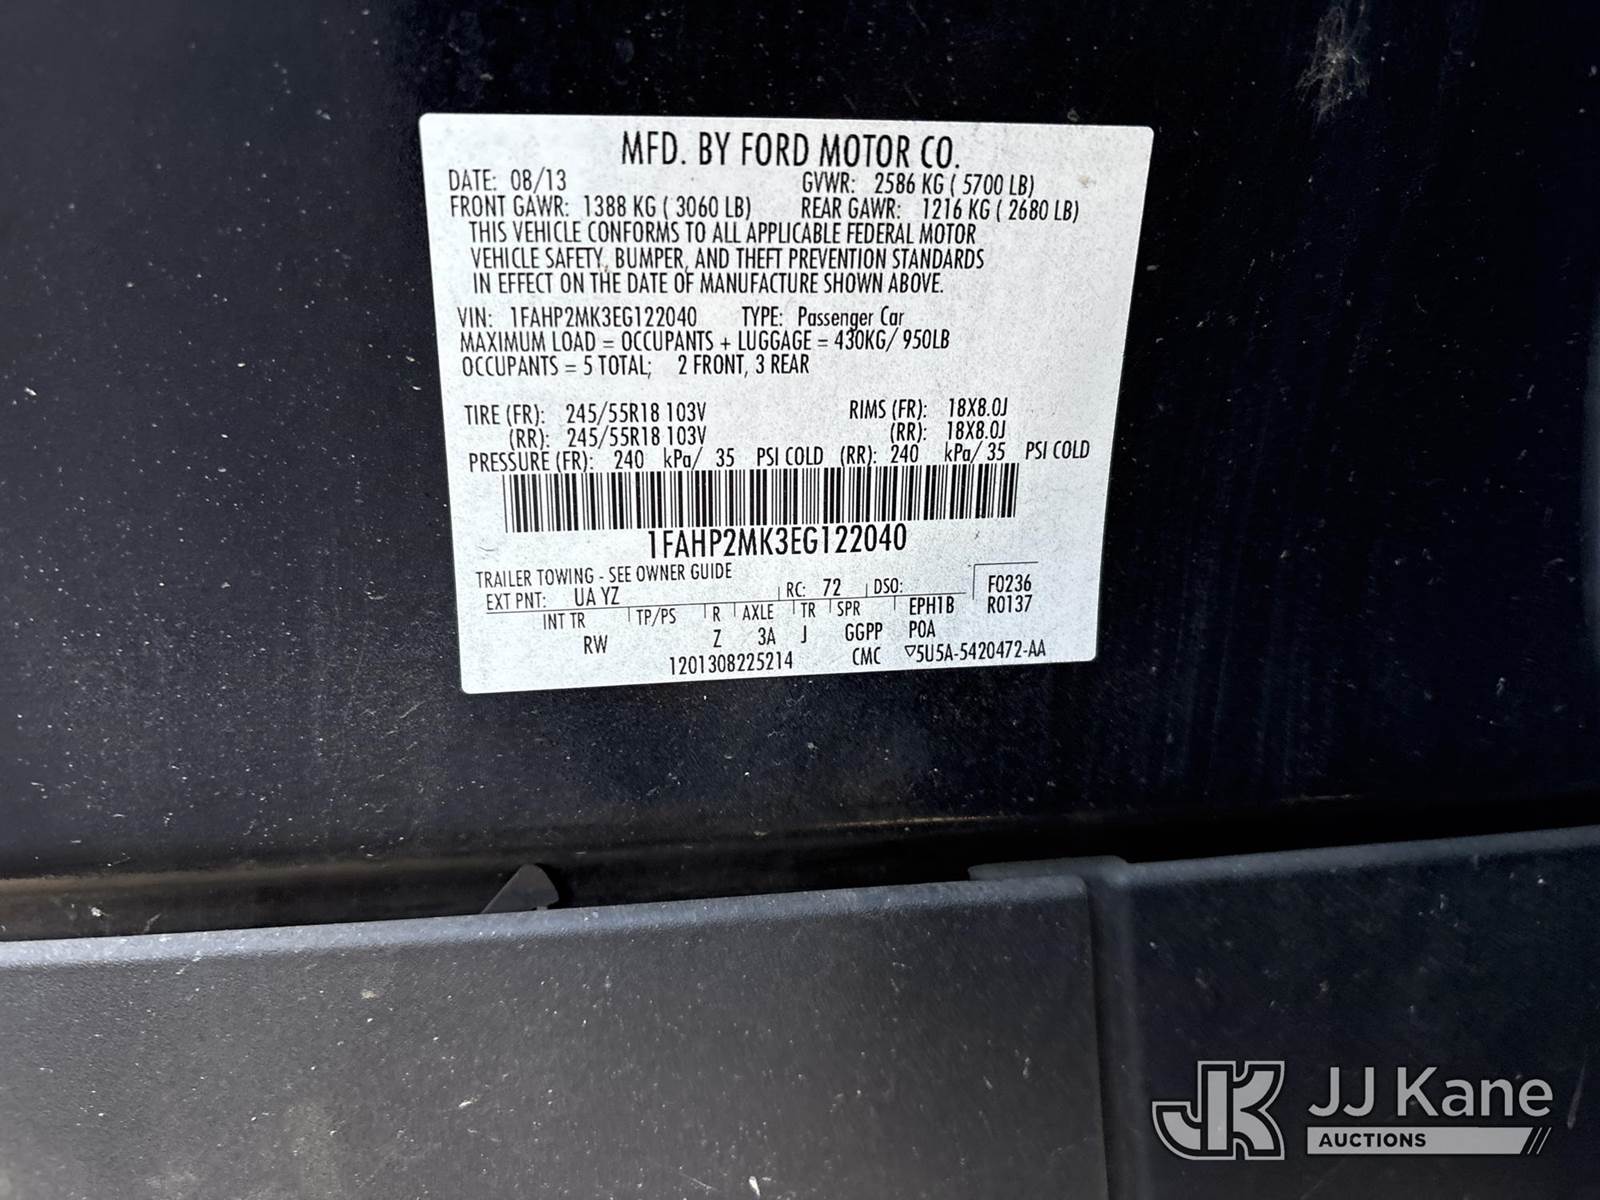 MFD. BY FORD MOTOR CO.
DATE: 08/13 GVWR: 2586 KG ( 5700 LB)
FRONT GAWR: 1388 KG ( 3060 LB) REAR GAWR: 1216 KG ( 2680 LB)
THIS VEHICLE CONFORMS TO ALL APPLICABLE FEDERAL MOTOR
VEHICLE SAFETY, BUMPER, AND THEFT PREVENTION STANDARDS
IN EFFECT ON THE DATE OF MANUFACTURE SHOWN ABOVE.
VIN: 1FAHP2MK3EG122040 TYPE: Passenger Car
MAXIMUM LOAD = OCCUPANTS + LUGGAGE = 430KG/ 950LB
OCCUPANTS = 5 TOTAL; 2 FRONT, 3 REAR
TIRE (FR): 245/55R18 103V RIMS (FR): 18X8.0J
(RR): 245/55R18 103V (RR): 18X8.0J
PRESSURE (FR): 240 kPa/ 35 PSI COLD (RR): 240 kPa/ 35 PSI COLD
1FAHP2MK3EG122040
TRAILER TOWING - SEE OWNER GUIDE
EXT PNT: UA YZ RC: 72 DSO: F0236
INT TR TP/PS R AXLE TR SPR EPH1B R0137
RW Z 3A J GGPP POA
1201308225214 CMC ▽5U5A-5420472-AA
JK JJ Kane
AUCTIONS